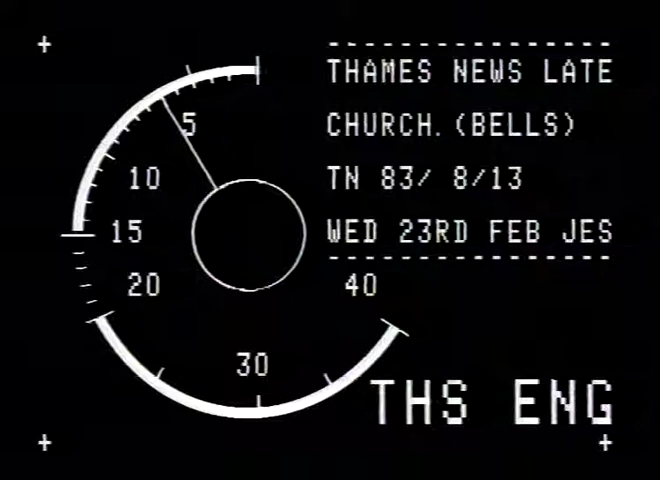 THAMES NEWS LATE
CHURCH. (BELLS)
TN 83/ 8/13
WED 23RD FEB JES
5
10
15
20
30
40
THS ENG